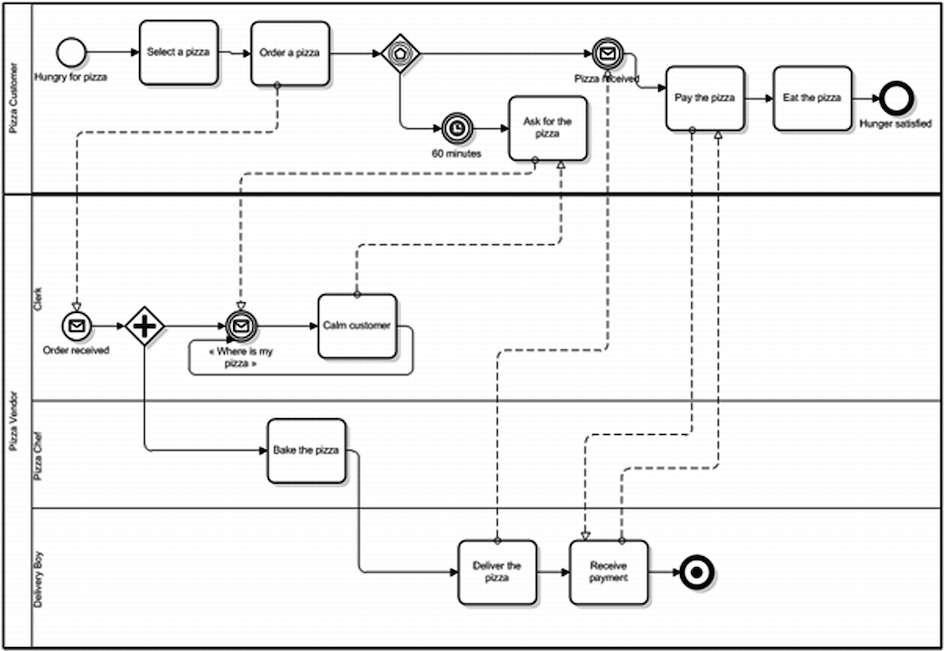 Pizza Customer
Hungry for pizza
Select a pizza
Order a pizza
Pizza received
60 minutes
Ask for the
pizza
Pay the pizza
Eat the pizza
Hunger satisfied
Pizza Vendor
Clerk
Order received
« Where is my
pizza »
Calm customer
Pizza Chef
Bake the pizza
Delivery Boy
Deliver the
pizza
Receive
payment